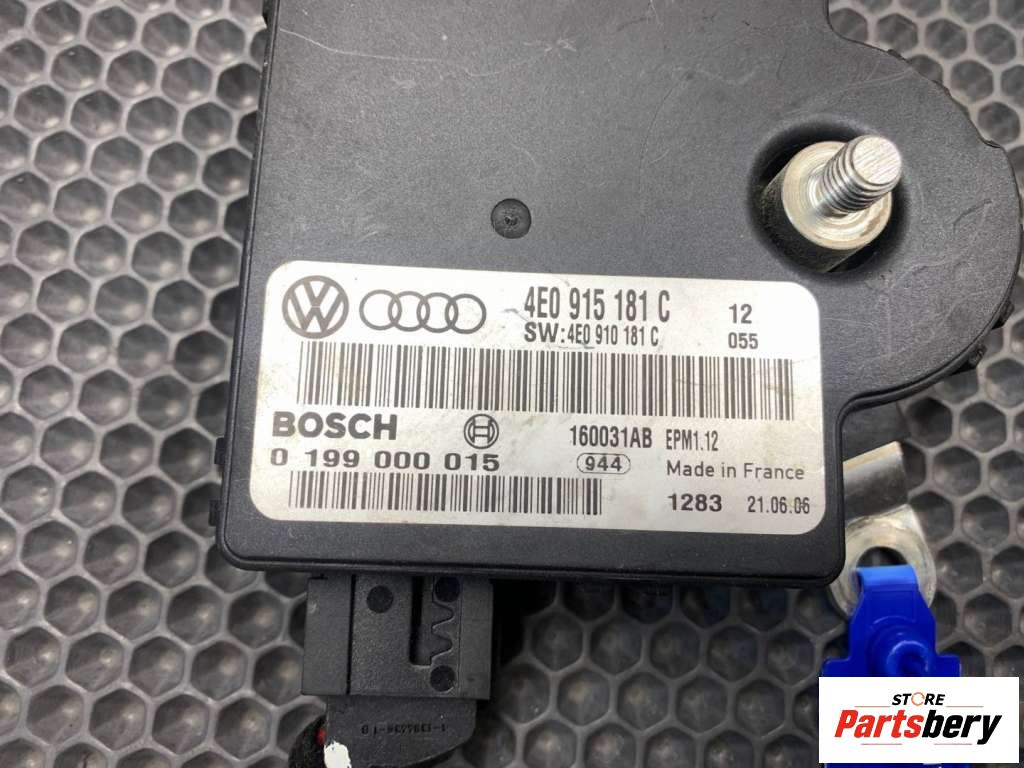 4E0 915 181 C 12
SW:4E0 910 181 C 055
BOSCH 160031AB EPM1.12
0 199 000 015 944 Made in France
1283 21.06.06
STORE
Partsbery